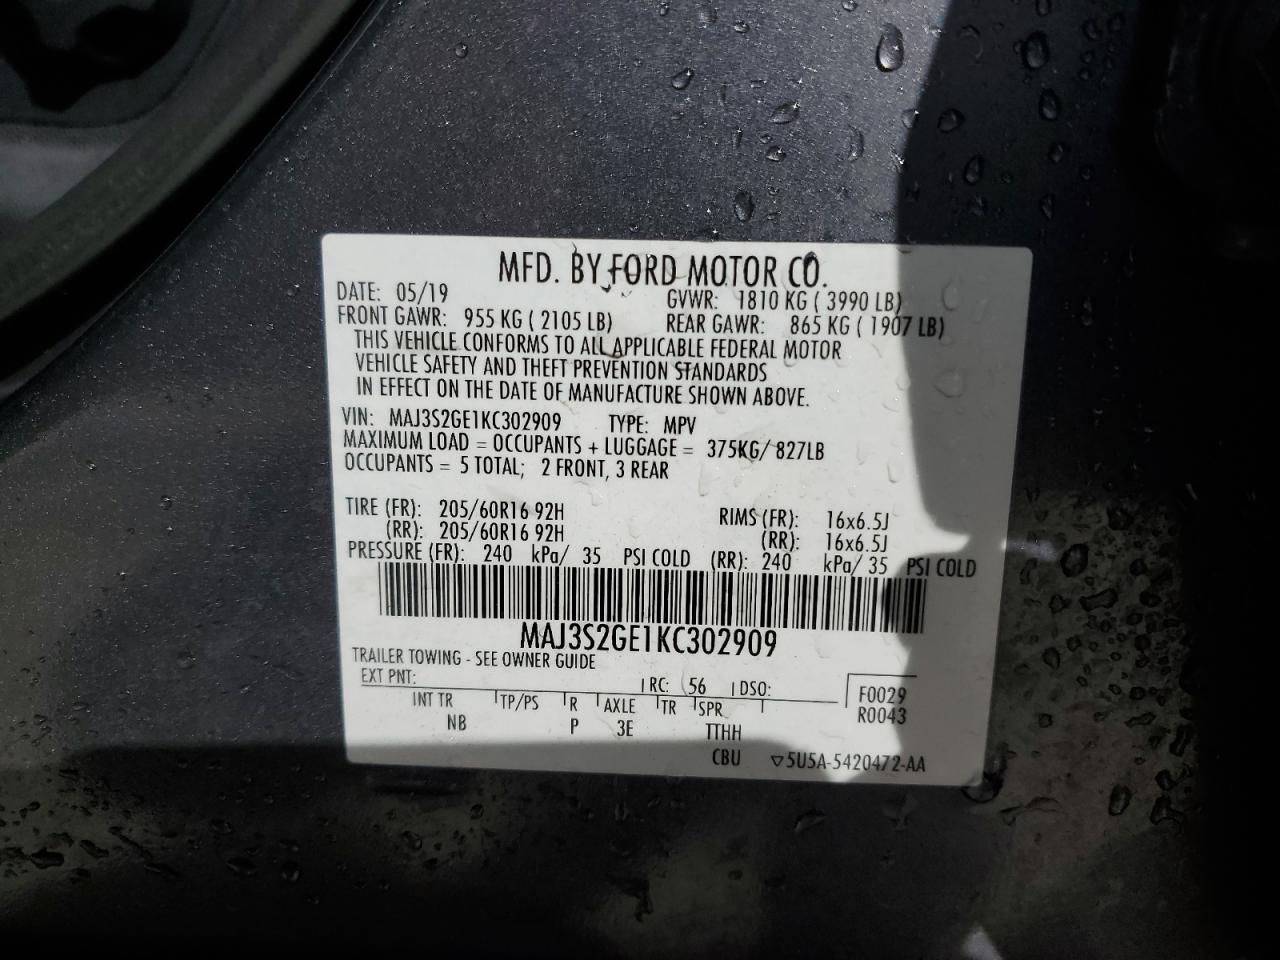 MFD. BY FORD MOTOR CO.
DATE: 05/19 GVWR: 1810 KG ( 3990 LB)
FRONT GAWR: 955 KG ( 2105 LB) REAR GAWR: 865 KG ( 1907 LB)
THIS VEHICLE CONFORMS TO ALL APPLICABLE FEDERAL MOTOR
VEHICLE SAFETY AND THEFT PREVENTION STANDARDS
IN EFFECT ON THE DATE OF MANUFACTURE SHOWN ABOVE.
VIN: MAJ3S2GE1KC302909 TYPE: MPV
MAXIMUM LOAD = OCCUPANTS + LUGGAGE = 375KG/ 827LB
OCCUPANTS = 5 TOTAL; 2 FRONT, 3 REAR
TIRE (FR): 205/60R16 92H RIMS (FR): 16x6.5J
(RR): 205/60R16 92H (RR): 16x6.5J
PRESSURE (FR): 240 kPa/ 35 PSI COLD (RR): 240 kPa/ 35 PSI COLD
MAJ3S2GE1KC302909
TRAILER TOWING - SEE OWNER GUIDE
EXT PNT: RC: 56 DSO: F0029
INT TR TP/PS R AXLE TR SPR R0043
NB P 3E TTHH
CBU ▽5U5A-5420472-AA